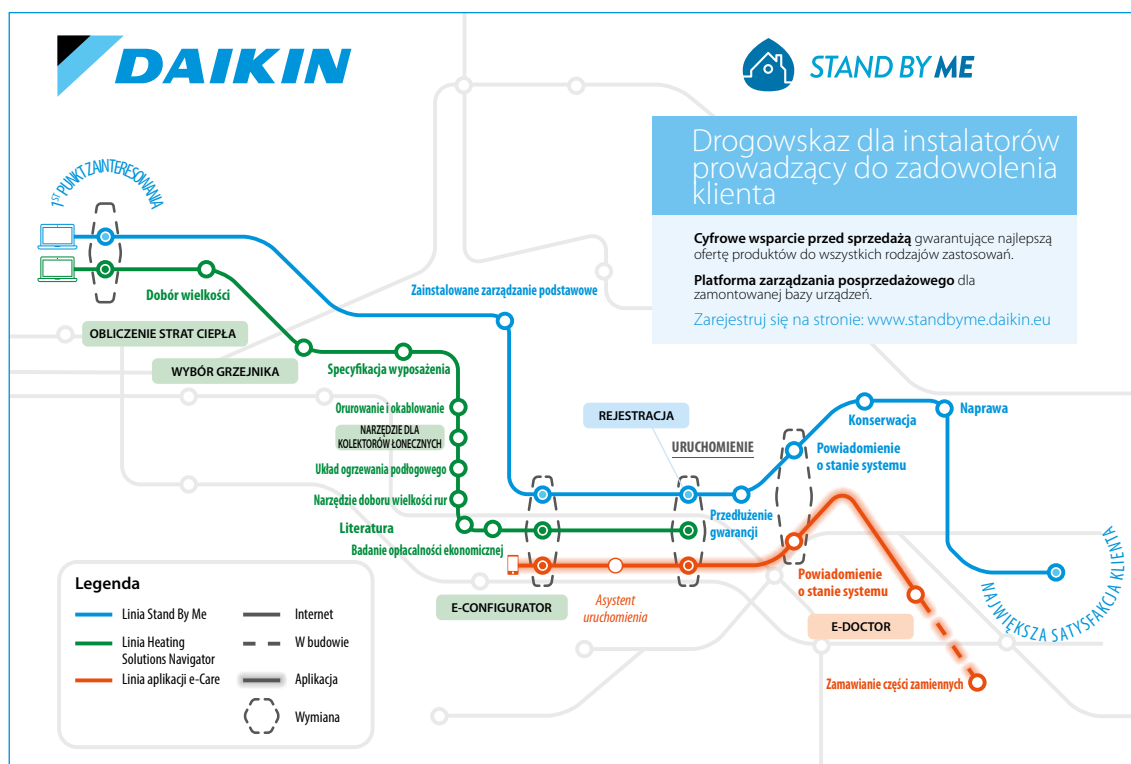 DAIKIN
STAND BY ME
Drogowskaz dla instalatorów
prowadzący do zadowolenia
klienta
Cyfrowe wsparcie przed sprzedażą gwarantujące najlepszą
ofertę produktów do wszystkich rodzajów zastosowań.
Platforma zarządzania posprzedażowego dla
zamontowanej bazy urządzeń.
Zarejestruj się na stronie: www.standbyme.daikin.eu
1ST PUNKT ZAINTERESOWANIA
Dobór wielkości
Zainstalowane zarządzanie podstawowe
OBLICZENIE STRAT CIEPŁA
WYBÓR GRZEJNIKA
Specyfikacja wyposażenia
Orurowanie i okablowanie
NARZĘDZIE DLA
KOLEKTORÓW ŁONECZNYCH
Układ ogrzewania podłogowego
Narzędzie doboru wielkości rur
Literatura
Badanie opłacalności ekonomicznej
REJESTRACJA
URUCHOMIENIE
Konserwacja
Naprawa
Powiadomienie
o stanie systemu
Przedłużenie
gwarancji
Powiadomienie
o stanie systemu
E-CONFIGURATOR
Asystent
uruchomienia
E-DOCTOR
Zamawianie części zamiennych
NAJWIĘKSZA SATYSFAKCJA KLIENTA
Legenda
Linia Stand By Me
Linia Heating
Solutions Navigator
Linia aplikacji e-Care
Internet
W budowie
Aplikacja
Wymiana